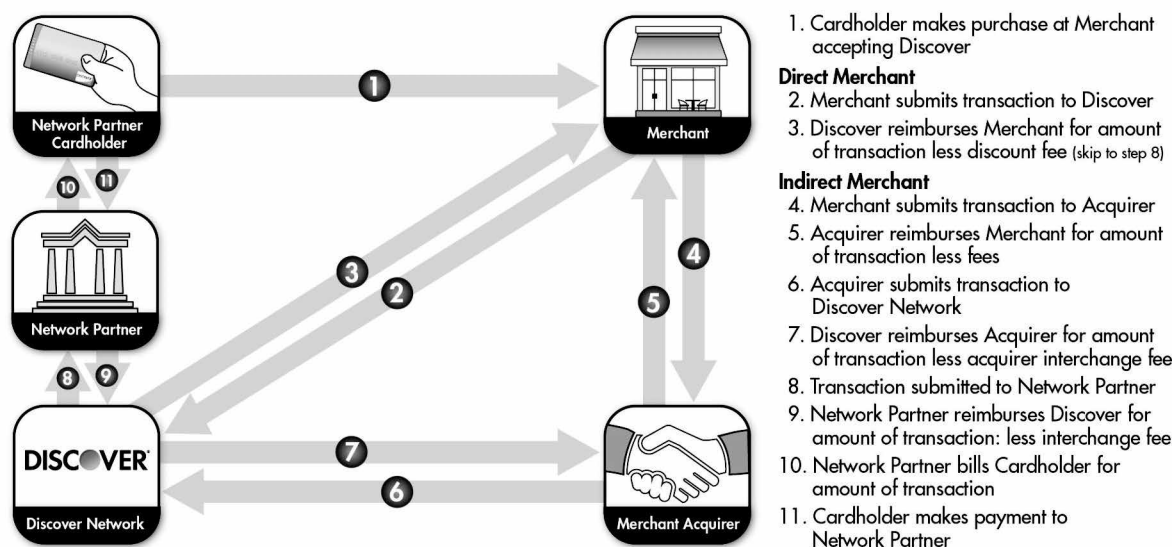 Network Partner
Cardholder
1
Merchant
10
11
3
2
4
5
Network Partner
8
9
DISCOVER
Discover Network
7
6
Merchant Acquirer
1. Cardholder makes purchase at Merchant
accepting Discover
Direct Merchant
2. Merchant submits transaction to Discover
3. Discover reimburses Merchant for amount
of transaction less discount fee (skip to step 8)
Indirect Merchant
4. Merchant submits transaction to Acquirer
5. Acquirer reimburses Merchant for amount
of transaction less fees
6. Acquirer submits transaction to
Discover Network
7. Discover reimburses Acquirer for amount
of transaction less acquirer interchange fee
8. Transaction submitted to Network Partner
9. Network Partner reimburses Discover for
amount of transaction: less interchange fee
10. Network Partner bills Cardholder for
amount of transaction
11. Cardholder makes payment to
Network Partner